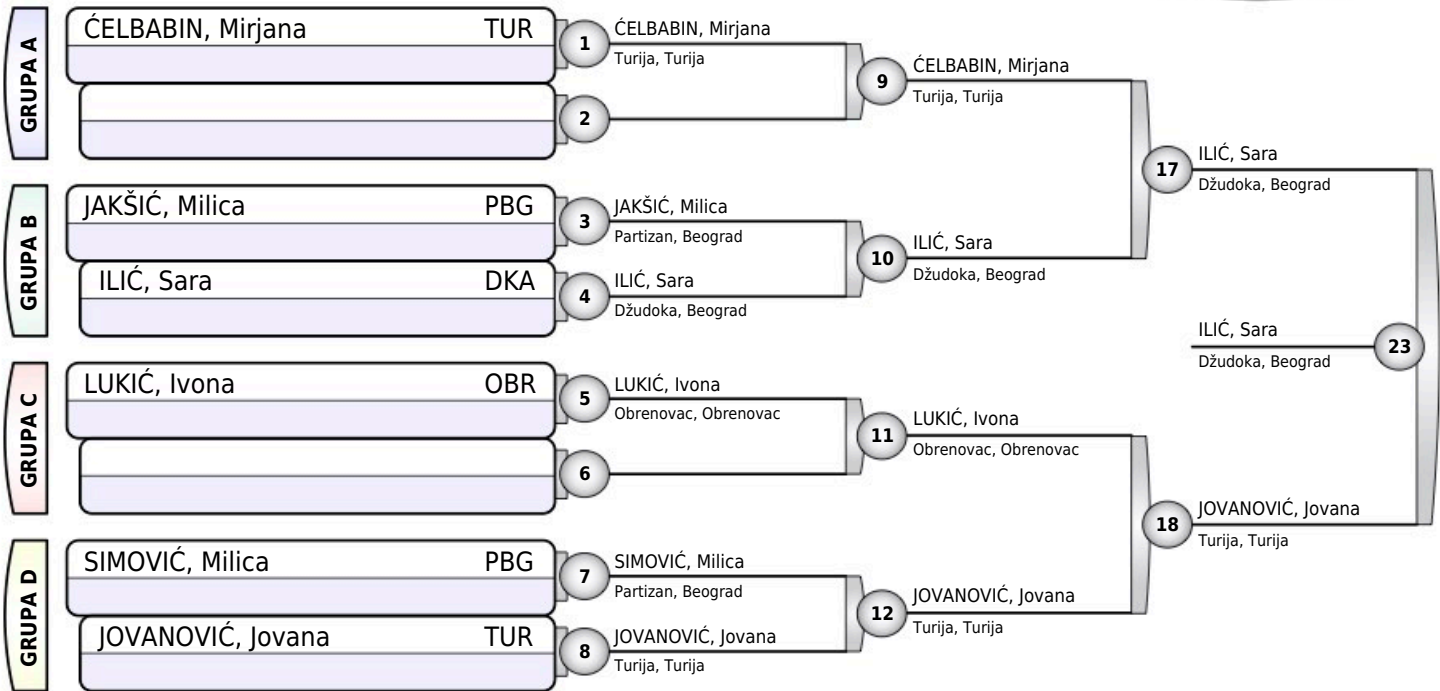 GRUPA A
ĆELBABIN, Mirjana TUR
1
ĆELBABIN, Mirjana
Turija, Turija
2
9
ĆELBABIN, Mirjana
Turija, Turija
GRUPA B
JAKŠIĆ, Milica PBG
3
JAKŠIĆ, Milica
Partizan, Beograd
ILIĆ, Sara DKA
4
ILIĆ, Sara
Džudoka, Beograd
10
ILIĆ, Sara
Džudoka, Beograd
17
ILIĆ, Sara
Džudoka, Beograd
GRUPA C
LUKIĆ, Ivona OBR
5
LUKIĆ, Ivona
Obrenovac, Obrenovac
6
11
LUKIĆ, Ivona
Obrenovac, Obrenovac
GRUPA D
SIMOVIĆ, Milica PBG
7
SIMOVIĆ, Milica
Partizan, Beograd
JOVANOVIĆ, Jovana TUR
8
JOVANOVIĆ, Jovana
Turija, Turija
12
JOVANOVIĆ, Jovana
Turija, Turija
18
JOVANOVIĆ, Jovana
Turija, Turija
ILIĆ, Sara
Džudoka, Beograd
23